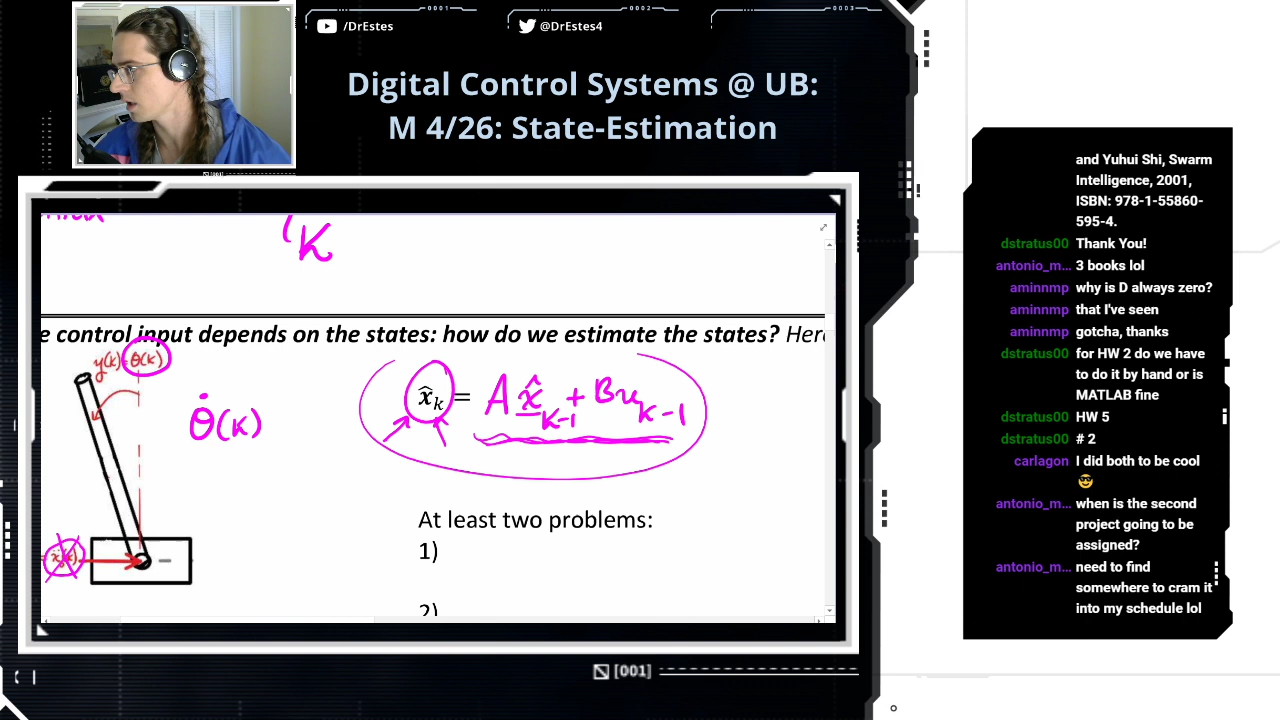 0001
0002
0003
/DrEstes
@DrEstes4
Digital Control Systems @ UB:
M 4/26: State-Estimation
[001]
K
e control input depends on the states: how do we estimate the states? Here
y(k) = θ(k)
θ̇(k)
x̂k = Ax̂k-1 + Buk-1
At least two problems:
1)
2)
[001]
and Yuhui Shi, Swarm
Intelligence, 2001,
ISBN: 978-1-55860-
595-4.
dstratus00 Thank You!
antonio_m... 3 books lol
aminnmp why is D always zero?
aminnmp that I've seen
aminnmp gotcha, thanks
dstratus00 for HW 2 do we have
to do it by hand or is
MATLAB fine
dstratus00 HW 5
dstratus00 # 2
carlagon I did both to be cool
😎
antonio_m... when is the second
project going to be
assigned?
antonio_m... need to find
somewhere to cram it
into my schedule lol